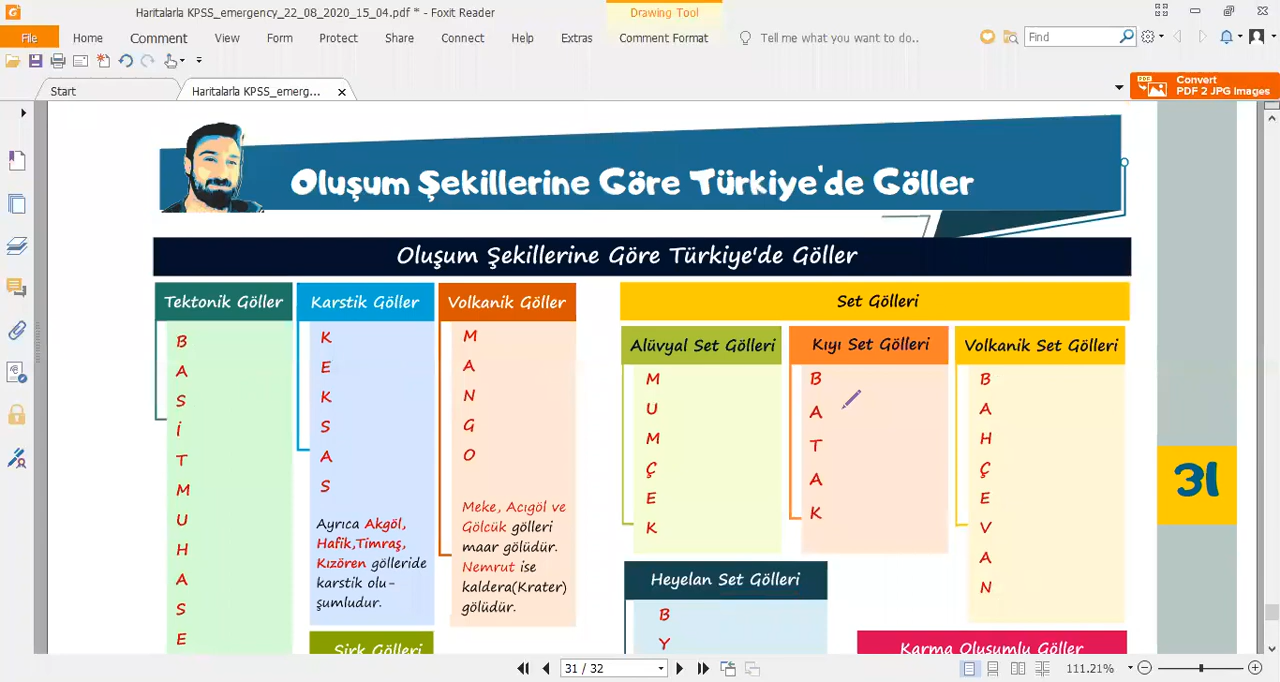 Haritalarla KPSS_emergency_22_08_2020_15_04.pdf * - Foxit Reader
Drawing Tool
File
Home
Comment
View
Form
Protect
Share
Connect
Help
Extras
Comment Format
Tell me what you want to do..
Find
Start
Haritalarla KPSS_emerg...
Convert
PDF 2 JPG Images
Oluşum Şekillerine Göre Türkiye'de Göller
Oluşum Şekillerine Göre Türkiye'de Göller
Tektonik Göller
B
A
S
İ
T
M
U
H
A
S
E
Karstik Göller
K
E
K
S
A
S
Ayrıca Akgöl,
Hafik,Timraş,
Kızören gölleride
karstik olu-
şumludur.
Sirk Gölleri
Volkanik Göller
M
A
N
G
O
Meke, Acıgöl ve
Gölcük gölleri
maar gölüdür.
Nemrut ise
kaldera(Krater)
gölüdür.
Set Gölleri
Alüvyal Set Gölleri
M
U
M
Ç
E
K
Kıyı Set Gölleri
B
A
T
A
K
Volkanik Set Gölleri
B
A
H
Ç
E
V
A
N
Heyelan Set Gölleri
B
Y
Karma Oluşumlu Göller
31
31 / 32
111.21%